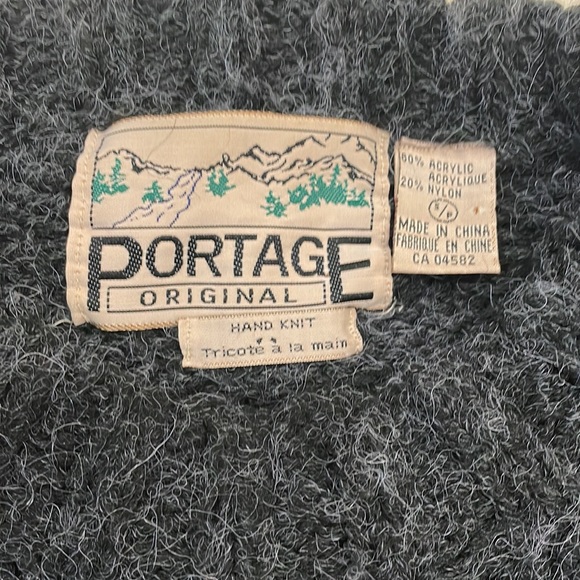 PORTAGE
ORIGINAL
HAND KNIT
Tricoté à la main
80% ACRYLIC
ACRYLIQUE
20% NYLON
S/P
MADE IN CHINA
FABRIQUE EN CHINE
CA 04582